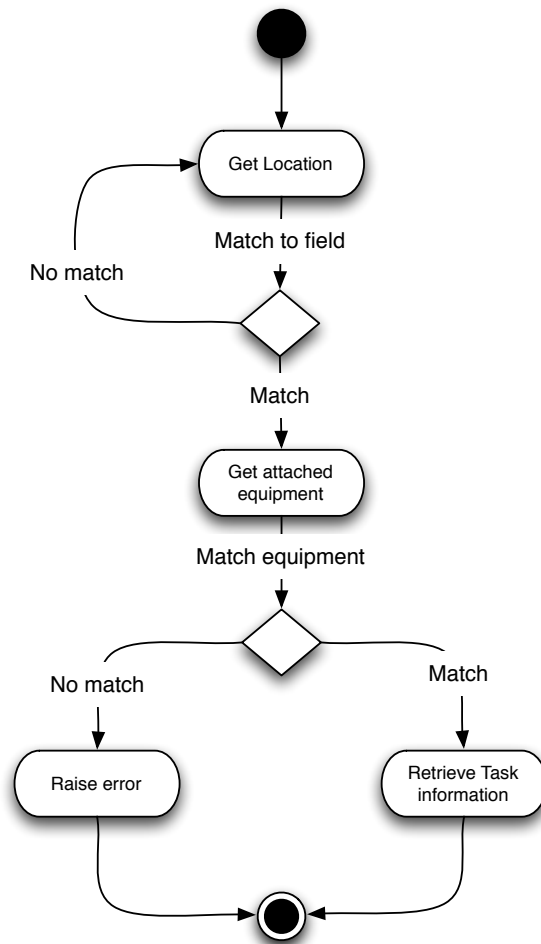 Get Location
Match to field
No match
Match
Get attached
equipment
Match equipment
No match
Match
Raise error
Retrieve Task
information